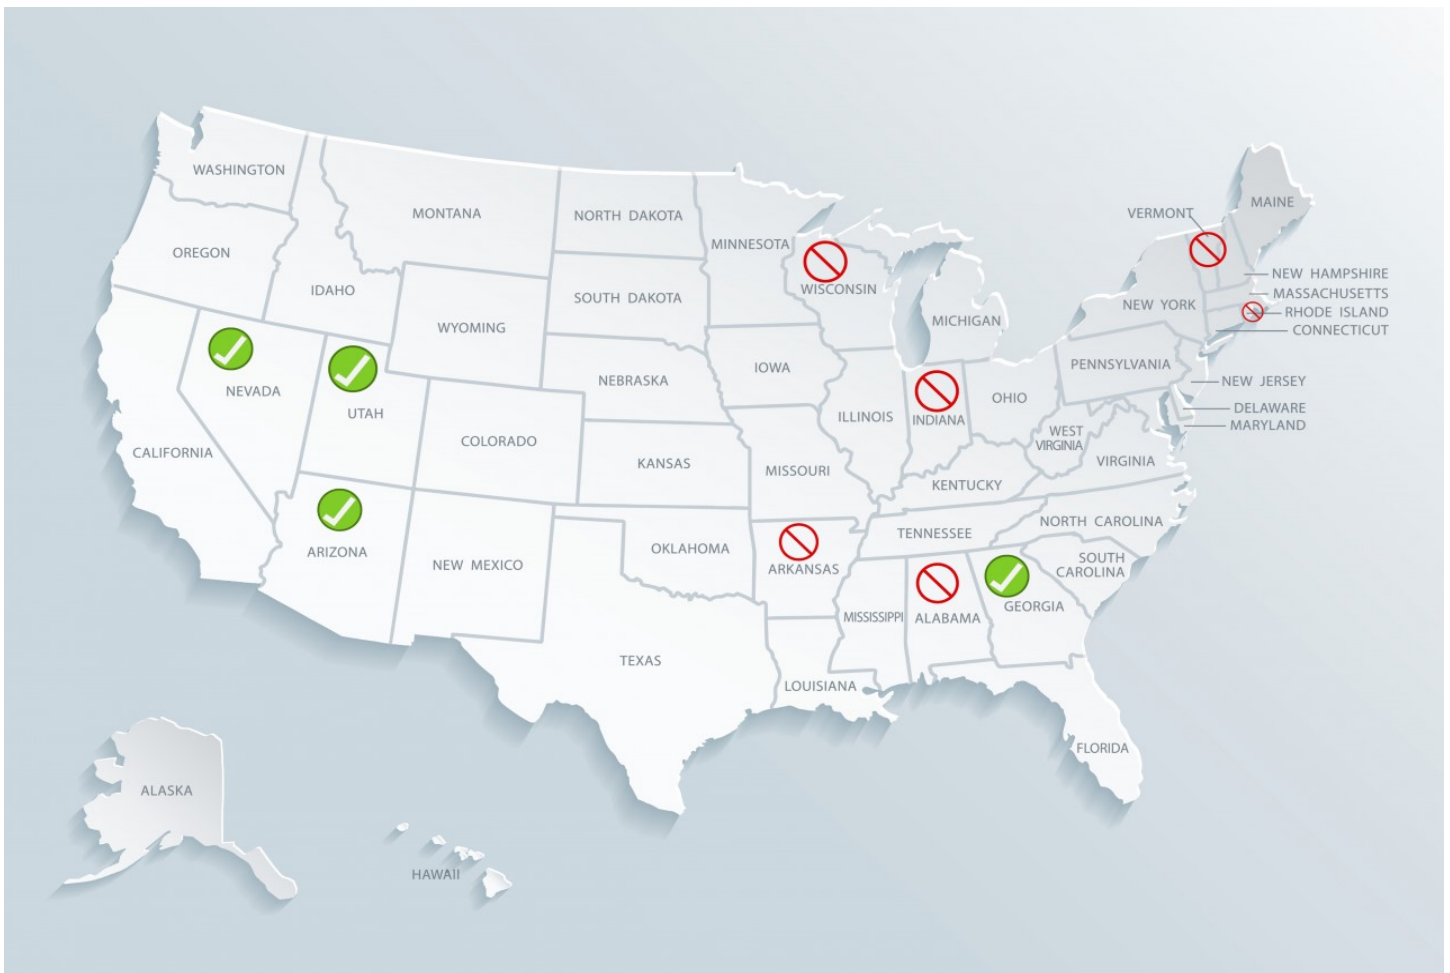 WASHINGTON
MONTANA
NORTH DAKOTA
MINNESOTA
VERMONT
MAINE
OREGON
IDAHO
WYOMING
SOUTH DAKOTA
WISCONSIN
MICHIGAN
NEW YORK
NEW HAMPSHIRE
MASSACHUSETTS
RHODE ISLAND
CONNECTICUT
NEVADA
UTAH
NEBRASKA
IOWA
ILLINOIS
INDIANA
OHIO
PENNSYLVANIA
NEW JERSEY
DELAWARE
MARYLAND
CALIFORNIA
COLORADO
KANSAS
MISSOURI
KENTUCKY
WEST
VIRGINIA
VIRGINIA
ARIZONA
NEW MEXICO
OKLAHOMA
ARKANSAS
TENNESSEE
NORTH CAROLINA
SOUTH
CAROLINA
MISSISSIPPI
ALABAMA
GEORGIA
TEXAS
LOUISIANA
FLORIDA
ALASKA
HAWAII